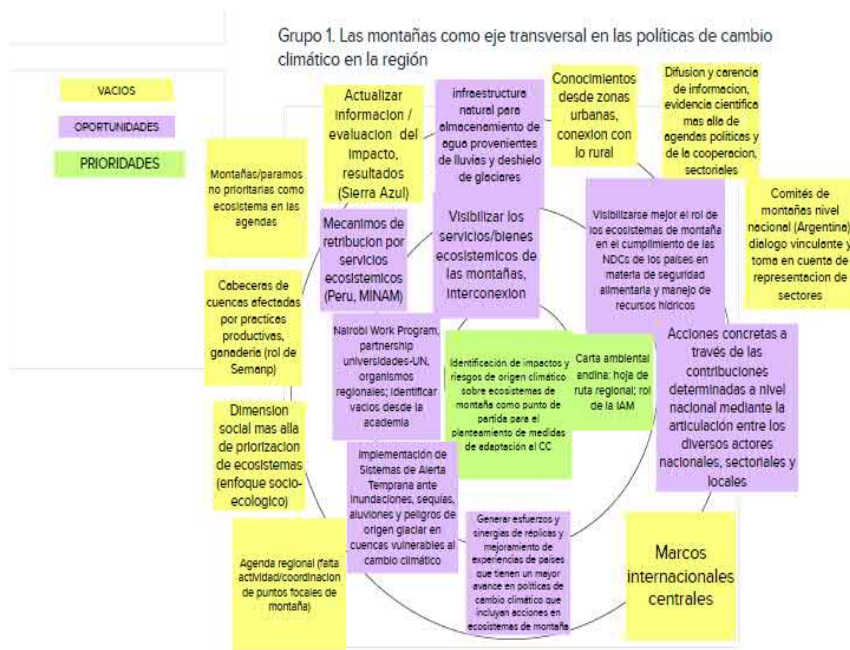 Grupo 1. Las montañas como eje transversal en las políticas de cambio
climático en la región
VACIOS
OPORTUNIDADES
PRIORIDADES
Actualizar
informacion /
evaluacion del
impacto,
resultados
(Sierra Azul)
infraestructura
natural para
almacenamiento de
agua provenientes
de lluvias y deshielo de
glaciares
Conocimientos
desde zonas
urbanas,
conexion con
lo rural
Difusion y carencia
de informacion,
evidencia cientifica
mas alla de
agendas politicas y
de la cooperacion,
sectoriales
Montañas/paramos
no prioritarias como
ecosistema en las
agendas
Mecanimos de
retribucion por
servicios
ecosistemicos
(Peru, MINAM)
Visibilizar los
servicios/bienes
ecosistemicos de
las montañas,
interconexion
Visibilizarse mejor el rol de
los ecosistemas de montaña
en el cumplimiento de las
NDCs de los países en
materia de seguridad
alimentaria y manejo de
recursos hídricos
Comités de
montañas nivel
nacional (Argentina)
dialogo vinculante y
toma en cuenta de
representacion de
sectores
Cabeceras de
cuencas afectadas
por practicas
productivas,
ganaderia (rol de
Sernanp)
Nairobi Work Program,
partnership
universidades-UN,
organismos
regionales; identificar
vacios desde la
academia
Identificación de impactos y
riesgos de origen climático
sobre ecosistemas de
montaña como punto de
partida para el
planteamiento de medidas
de adaptación al CC
Carta ambiental
andina: hoja de
ruta regional; rol
de la IAM
Acciones concretas a
través de las
contribuciones
determinadas a nivel
nacional mediante la
articulación entre los
diversos actores
nacionales, sectoriales y
locales
Dimension
social mas alla
de priorizacion
de ecosistemas
(enfoque socio-
ecologico)
Implementación de
Sistemas de Alerta
Temprana ante
inundaciones, sequías,
aluviones y peligros de
origen glaciar en
cuencas vulnerables al
cambio climático
Generar esfuerzos y
sinergias de réplicas y
mejoramiento de
experiencias de países
que tienen un mayor
avance en políticas de
cambio climático que
incluyan acciones en
ecosistemas de montaña
Agenda regional (falta
actividad/coordinacion
de puntos focales de
montaña)
Marcos
internacionales
centrales